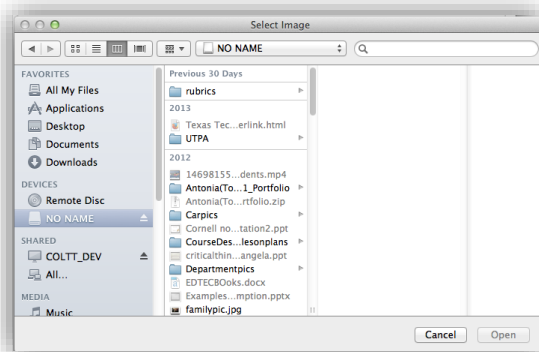 Select Image
NO NAME
FAVORITES
All My Files
Applications
Desktop
Documents
Downloads
DEVICES
Remote Disc
NO NAME
SHARED
COLTT_DEV
All...
MEDIA
Music
Previous 30 Days
rubrics
2013
Texas Tec...erlink.html
UTPA
2012
14698155...dents.mp4
Antonia(To...1_Portfolio
Antonia(To...rtfolio.zip
Carpics
Cornell no...tation2.ppt
CourseDes...lesonplans
criticalthin...angela.ppt
Departmentpics
EDTECBOoks.docx
Examples...mption.pptx
familypic.jpg
Cancel
Open